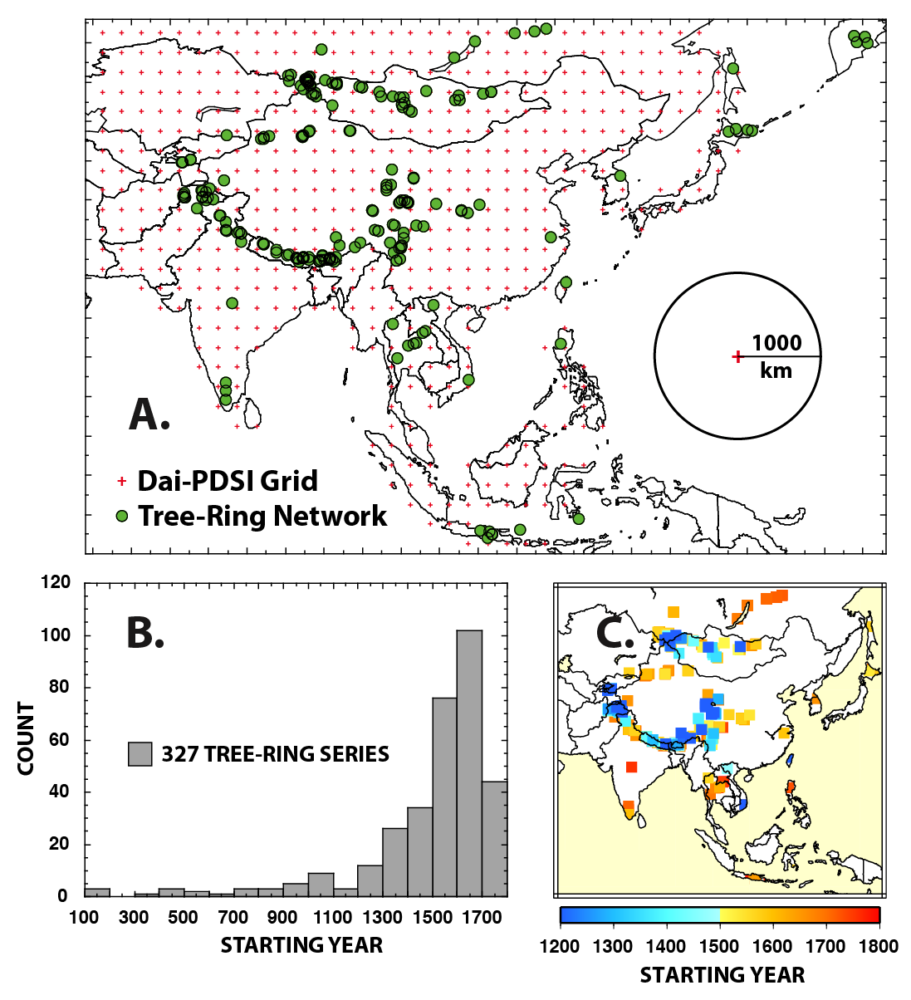 1000
km
A.
Dai-PDSI Grid
Tree-Ring Network
120
100
80
60
40
20
0
COUNT
B.
327 TREE-RING SERIES
100 300 500 700 900 1100 1300 1500 1700
STARTING YEAR
C.
1200 1300 1400 1500 1600 1700 1800
STARTING YEAR